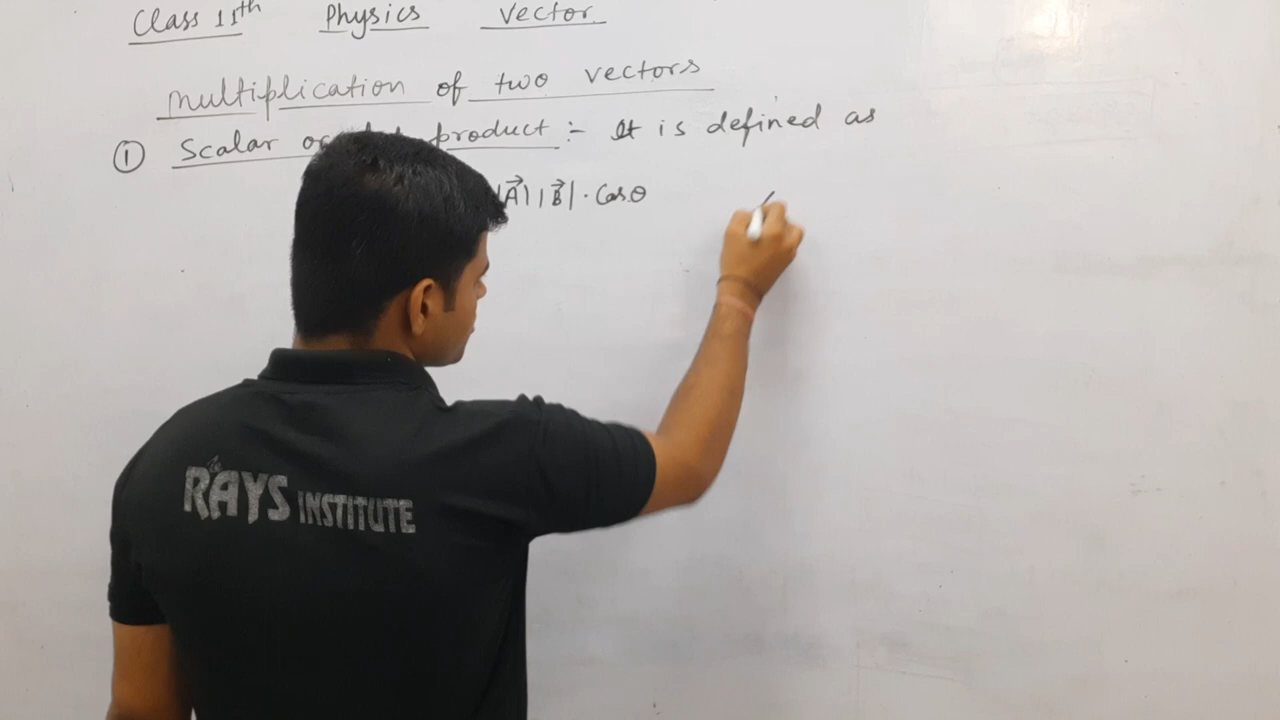 Class 11th Physics Vector
Multiplication of two vectors
① Scalar or product :- It is defined as
|A⃗| |B⃗| · Cosθ
The RAYS INSTITUTE